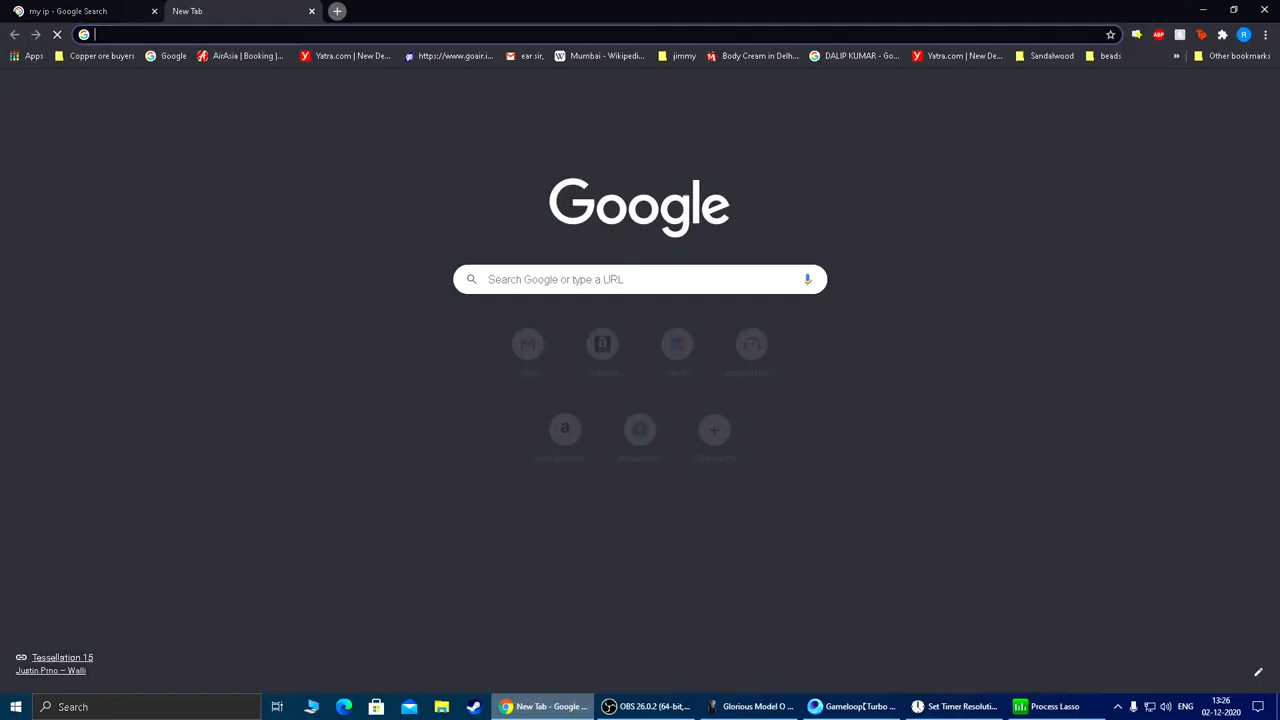 my ip - Google Search
New Tab
Apps
Copper ore buyers
Google
AirAsia | Booking |...
Yatra.com | New De...
https://www.goair.i...
ear sir,
Mumbai - Wikipedi...
jimmy
Body Cream in Delh...
DALIP KUMAR - Go...
Yatra.com | New De...
Sandalwood
beads
»
Other bookmarks
Google
Search Google or type a URL
Tessellation 15
Justin Prno — Walli
Search
New Tab - Google ...
OBS 26.0.2 (64-bit,...
Glorious Model O ...
Gameloop(Turbo ...
Set Timer Resoluti...
Process Lasso
ENG
13:26
02-12-2020